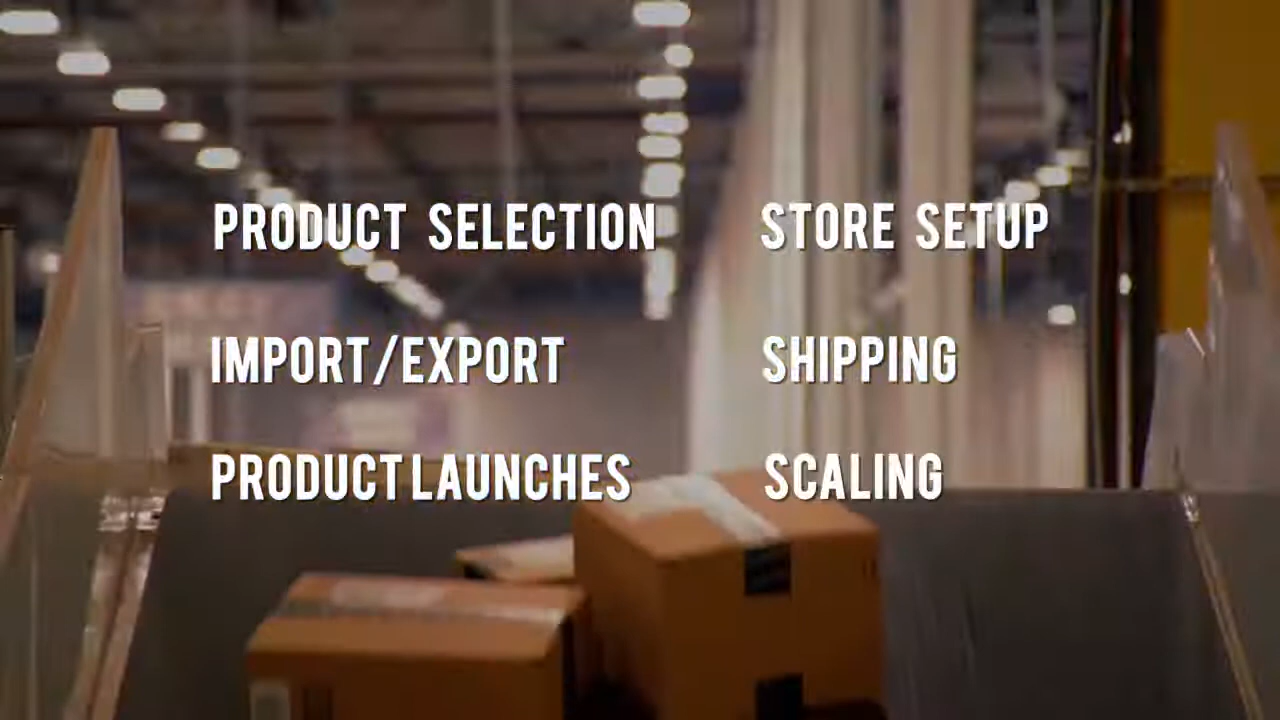 PRODUCT SELECTION
IMPORT/EXPORT
PRODUCT LAUNCHES
STORE SETUP
SHIPPING
SCALING